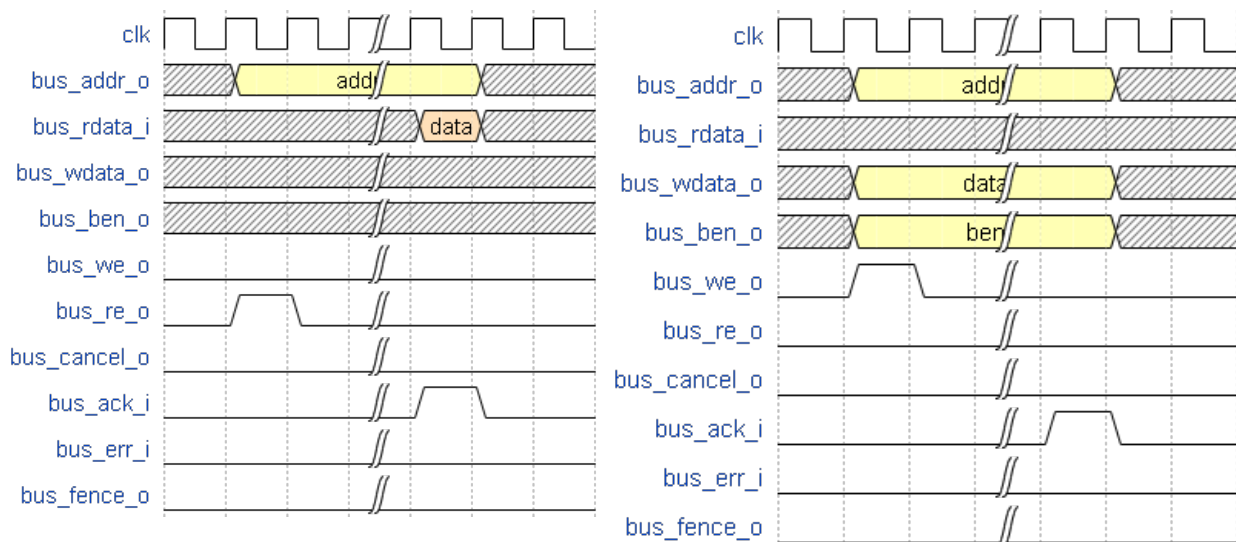 clk
bus_addr_o
addr
bus_rdata_i
data
bus_wdata_o
bus_ben_o
bus_we_o
bus_re_o
bus_cancel_o
bus_ack_i
bus_err_i
bus_fence_o
clk
bus_addr_o
addr
bus_rdata_i
bus_wdata_o
data
bus_ben_o
ben
bus_we_o
bus_re_o
bus_cancel_o
bus_ack_i
bus_err_i
bus_fence_o